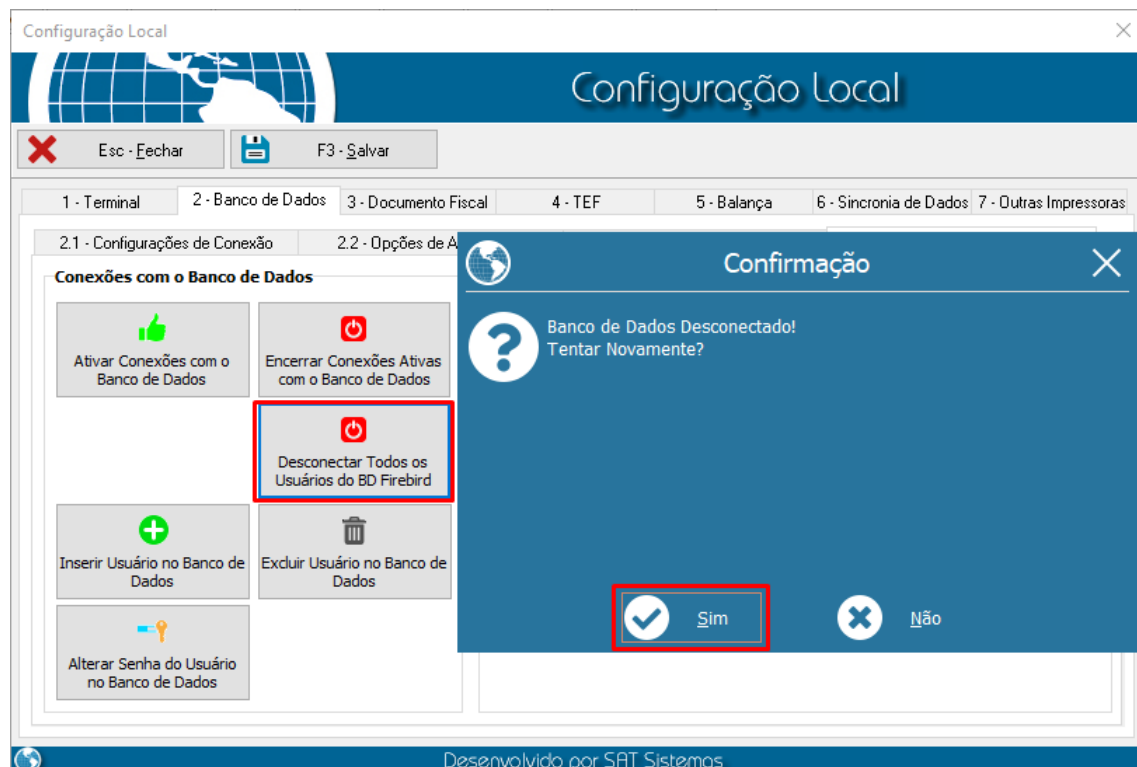 Configuração Local
Configuração Local
Esc - Fechar
F3 - Salvar
1 - Terminal
2 - Banco de Dados
3 - Documento Fiscal
4 - TEF
5 - Balança
6 - Sincronia de Dados
7 - Outras Impressoras
2.1 - Configurações de Conexão
2.2 - Opções de A
Conexões com o Banco de Dados
Ativar Conexões com o
Banco de Dados
Encerrar Conexões Ativas
com o Banco de Dados
Desconectar Todos os
Usuários do BD Firebird
Inserir Usuário no Banco de
Dados
Excluir Usuário no Banco de
Dados
Alterar Senha do Usuário
no Banco de Dados
Confirmação
Banco de Dados Desconectado!
Tentar Novamente?
Sim
Não
Desenvolvido por SAT Sistemas